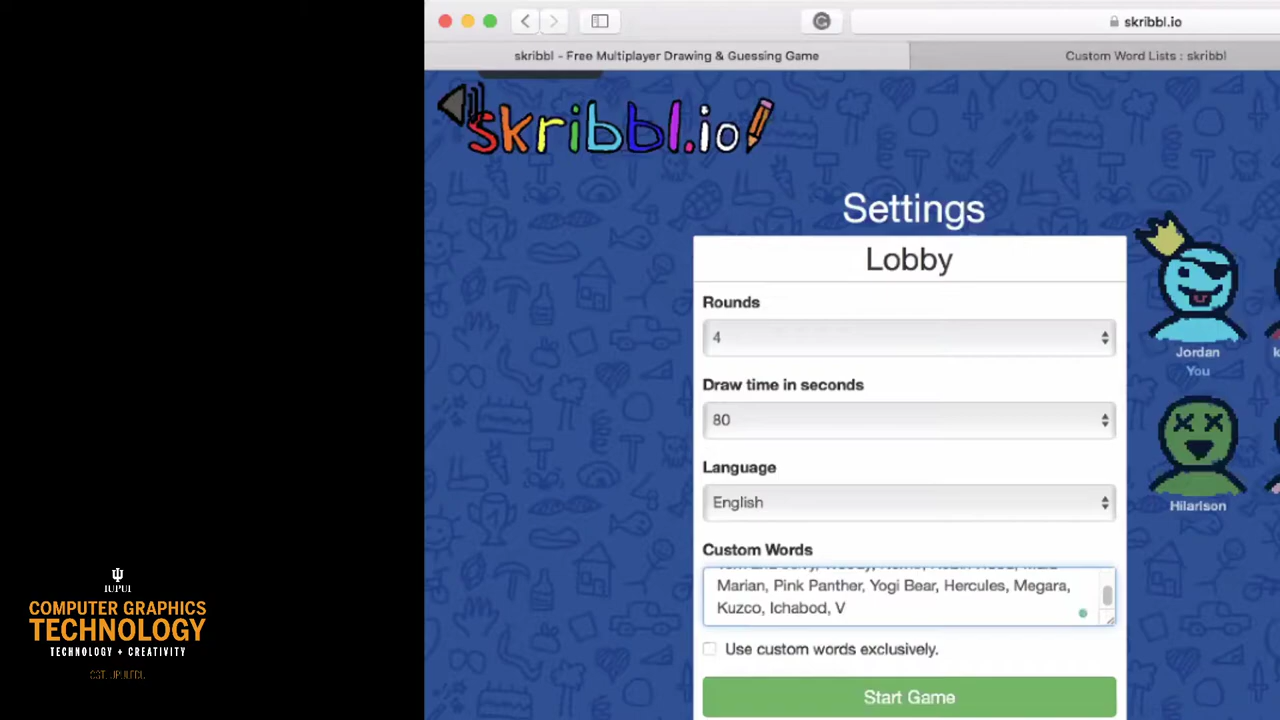 skribbl.io
skribbl - Free Multiplayer Drawing & Guessing Game
Custom Word Lists : skribbl
skribbl.io
Settings
Lobby
Rounds
4
Draw time in seconds
80
Language
English
Custom Words
Marian, Pink Panther, Yogi Bear, Hercules, Megara,
Kuzco, Ichabod, V
Use custom words exclusively.
Start Game
Jordan
You
Hilarlson
IUPUI
COMPUTER GRAPHICS
TECHNOLOGY
TECHNOLOGY + CREATIVITY